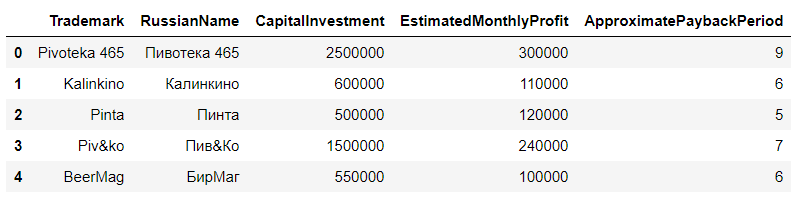 Trademark RussianName CapitalInvestment EstimatedMonthlyProfit ApproximatePaybackPeriod
0 Pivoteka 465 Пивотека 465 2500000 300000 9
1 Kalinkino Калинкино 600000 110000 6
2 Pinta Пинта 500000 120000 5
3 Piv&ko Пив&Ко 1500000 240000 7
4 BeerMag БирМаг 550000 100000 6